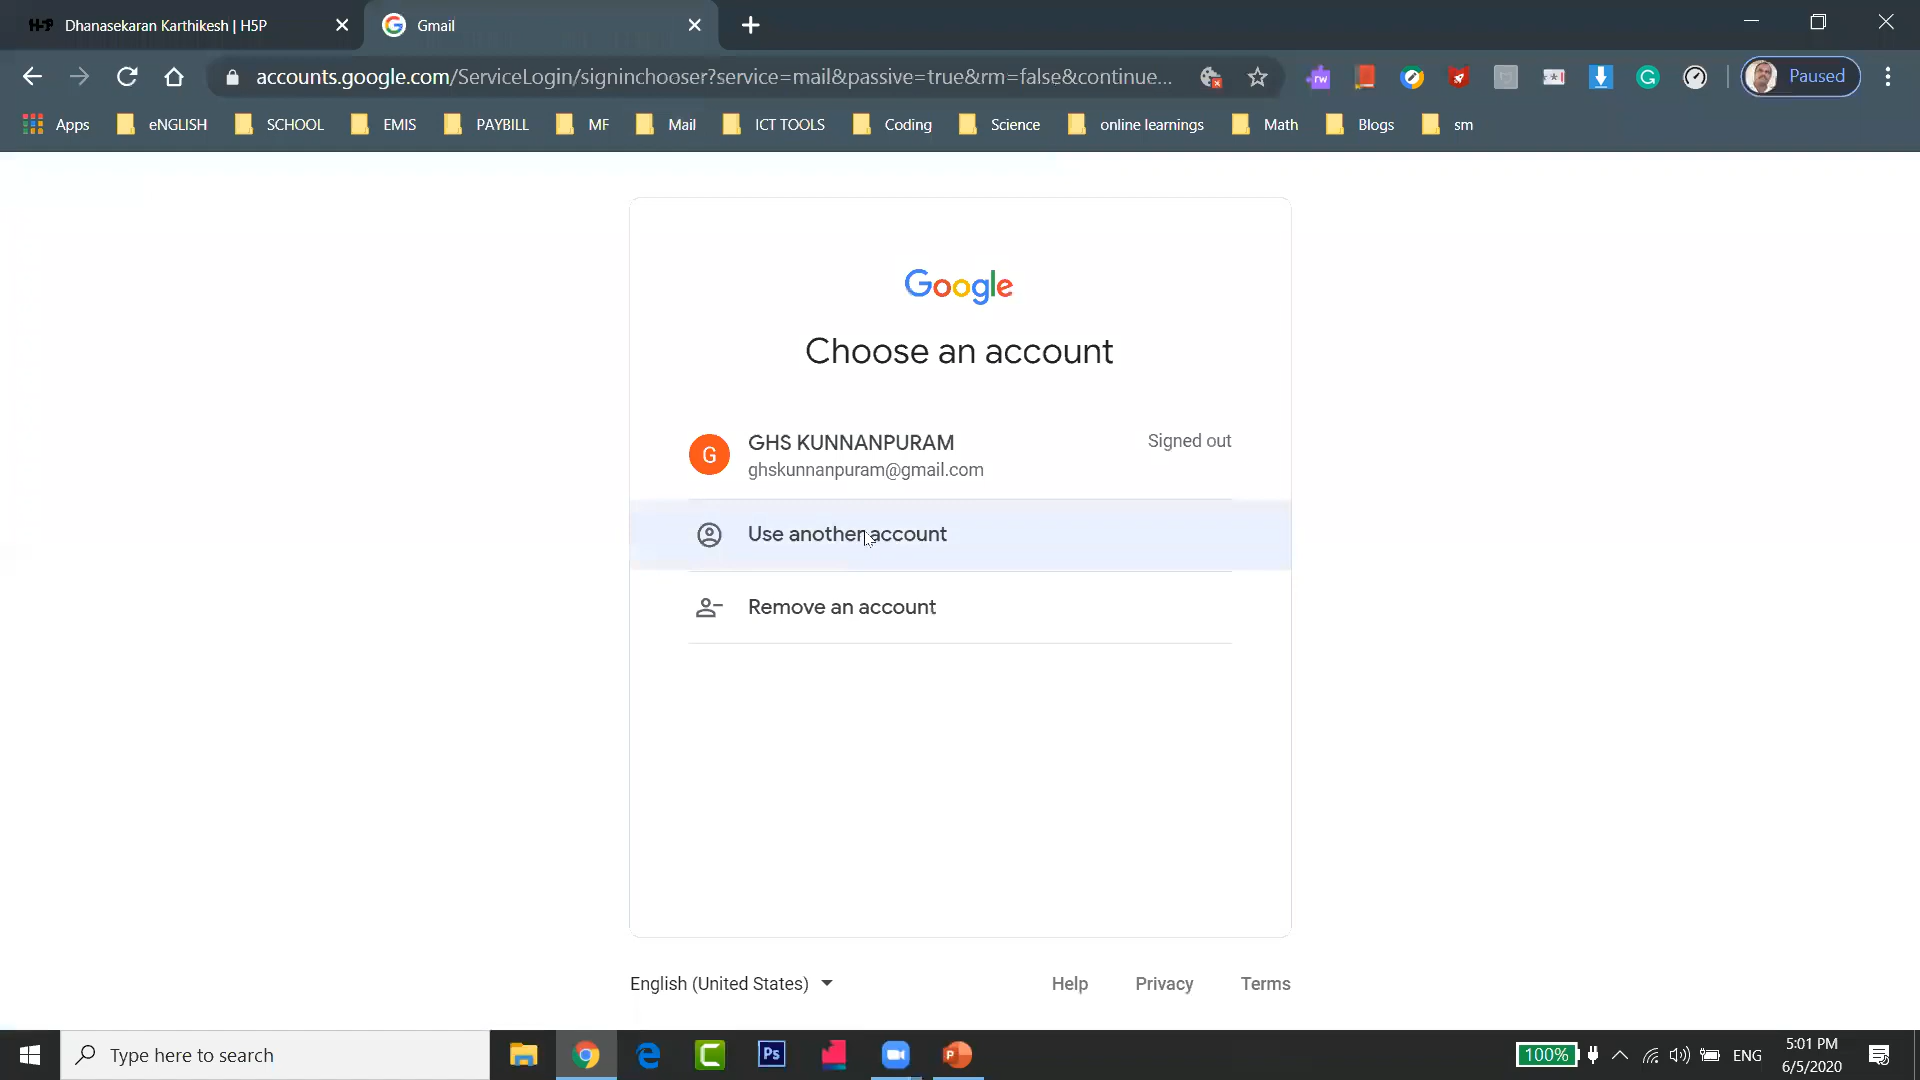 H5P Dhanasekaran Karthikesh | H5P
Gmail
accounts.google.com/ServiceLogin/signinchooser?service=mail&passive=true&rm=false&continue...
rw
Paused
Apps
eNGLISH
SCHOOL
EMIS
PAYBILL
MF
Mail
ICT TOOLS
Coding
Science
online learnings
Math
Blogs
sm
Google
Choose an account
G
GHS KUNNANPURAM
Signed out
ghskunnanpuram@gmail.com
Use another account
Remove an account
English (United States)
Help
Privacy
Terms
Type here to search
Ps
100%
ENG
5:01 PM
6/5/2020